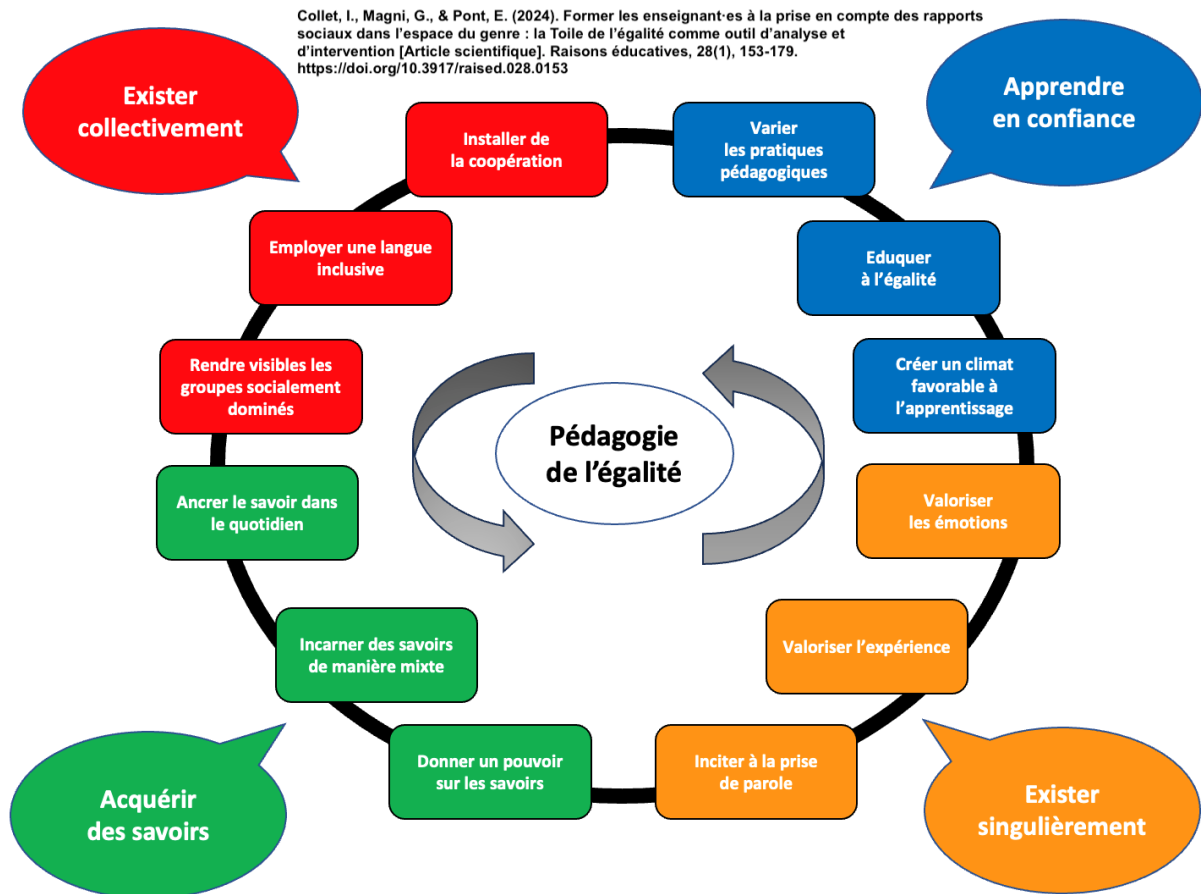 Collet, I., Magni, G., & Pont, E. (2024). Former les enseignant·es à la prise en compte des rapports
sociaux dans l'espace du genre : la Toile de l'égalité comme outil d'analyse et
d'intervention [Article scientifique]. Raisons éducatives, 28(1), 153-179.
https://doi.org/10.3917/raised.028.0153
Exister
collectivement
Apprendre
en confiance
Installer de
la coopération
Varier
les pratiques
pédagogiques
Employer une langue
inclusive
Eduquer
à l'égalité
Rendre visibles les
groupes socialement
dominés
Créer un climat
favorable à
l'apprentissage
Pédagogie
de l'égalité
Ancrer le savoir dans
le quotidien
Valoriser
les émotions
Incarner des savoirs
de manière mixte
Valoriser l'expérience
Donner un pouvoir
sur les savoirs
Inciter à la prise
de parole
Acquérir
des savoirs
Exister
singulièrement